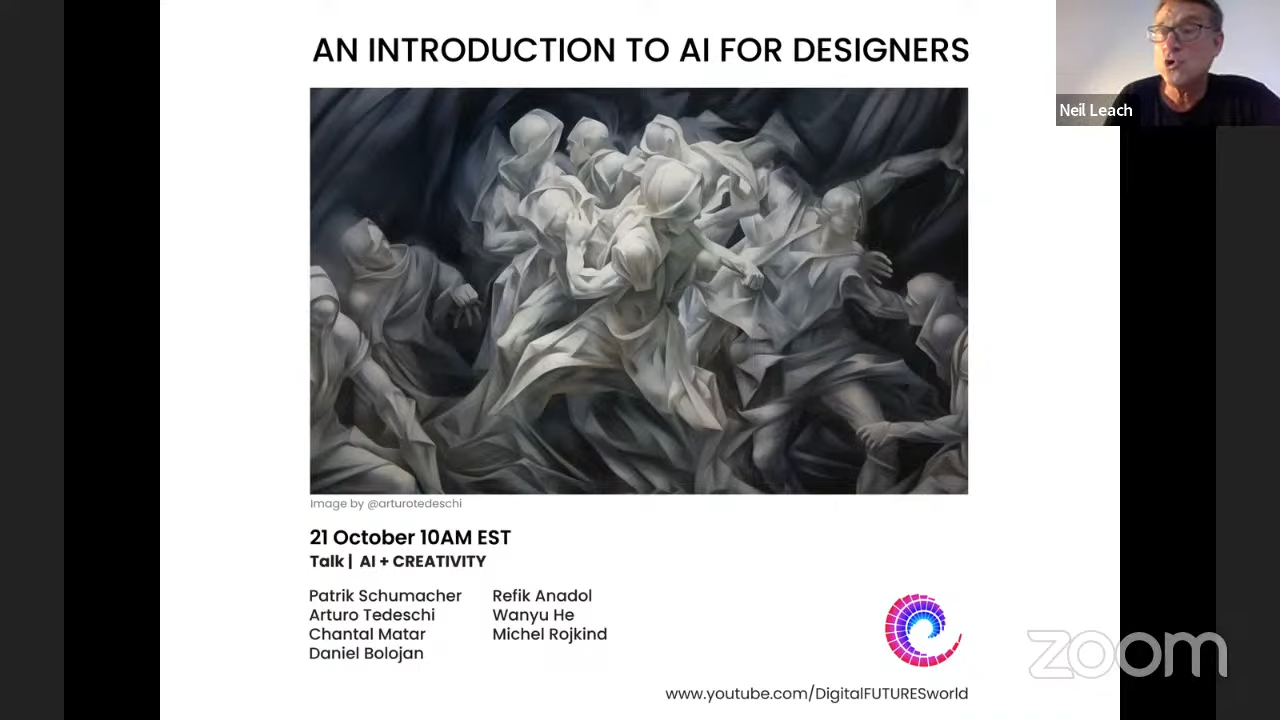 AN INTRODUCTION TO AI FOR DESIGNERS
Neil Leach
Image by @arturotedeschi
21 October 10AM EST
Talk | AI + CREATIVITY
Patrik Schumacher
Arturo Tedeschi
Chantal Matar
Daniel Bolojan
Refik Anadol
Wanyu He
Michel Rojkind
zoom
www.youtube.com/DigitalFUTURESworld